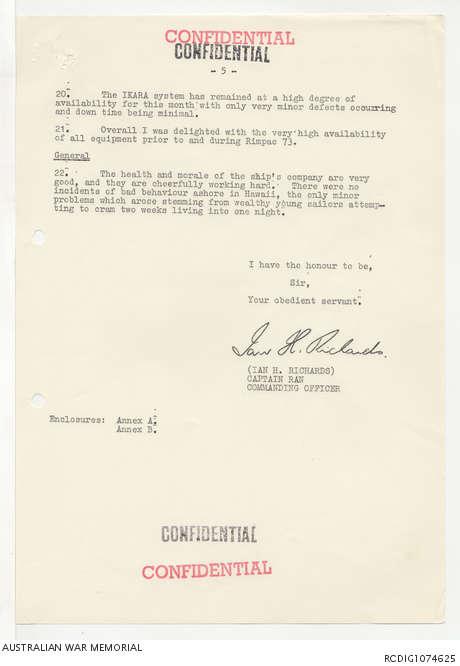 CONFIDENTIAL
CONFIDENTIAL
- 5 -
20. The IKARA system has remained at a high degree of
availability for this month with only very minor defects occurring
and down time being minimal.
21. Overall I was delighted with the very high availability
of all equipment prior to and during Rimpac 73.
General
22. The health and morale of the ship's company are very
good, and they are cheerfully working hard. There were no
incidents of bad behaviour ashore in Hawaii, the only minor
problems which arose stemming from wealthy young sailors attemp-
ting to cram two weeks living into one night.
I have the honour to be,
Sir,
Your obedient servant.
Ian H. Richards.
(IAN H. RICHARDS)
CAPTAIN RAN
COMMANDING OFFICER
Enclosures: Annex A.
Annex B.
CONFIDENTIAL
CONFIDENTIAL
AUSTRALIAN WAR MEMORIAL
RCDIG1074625